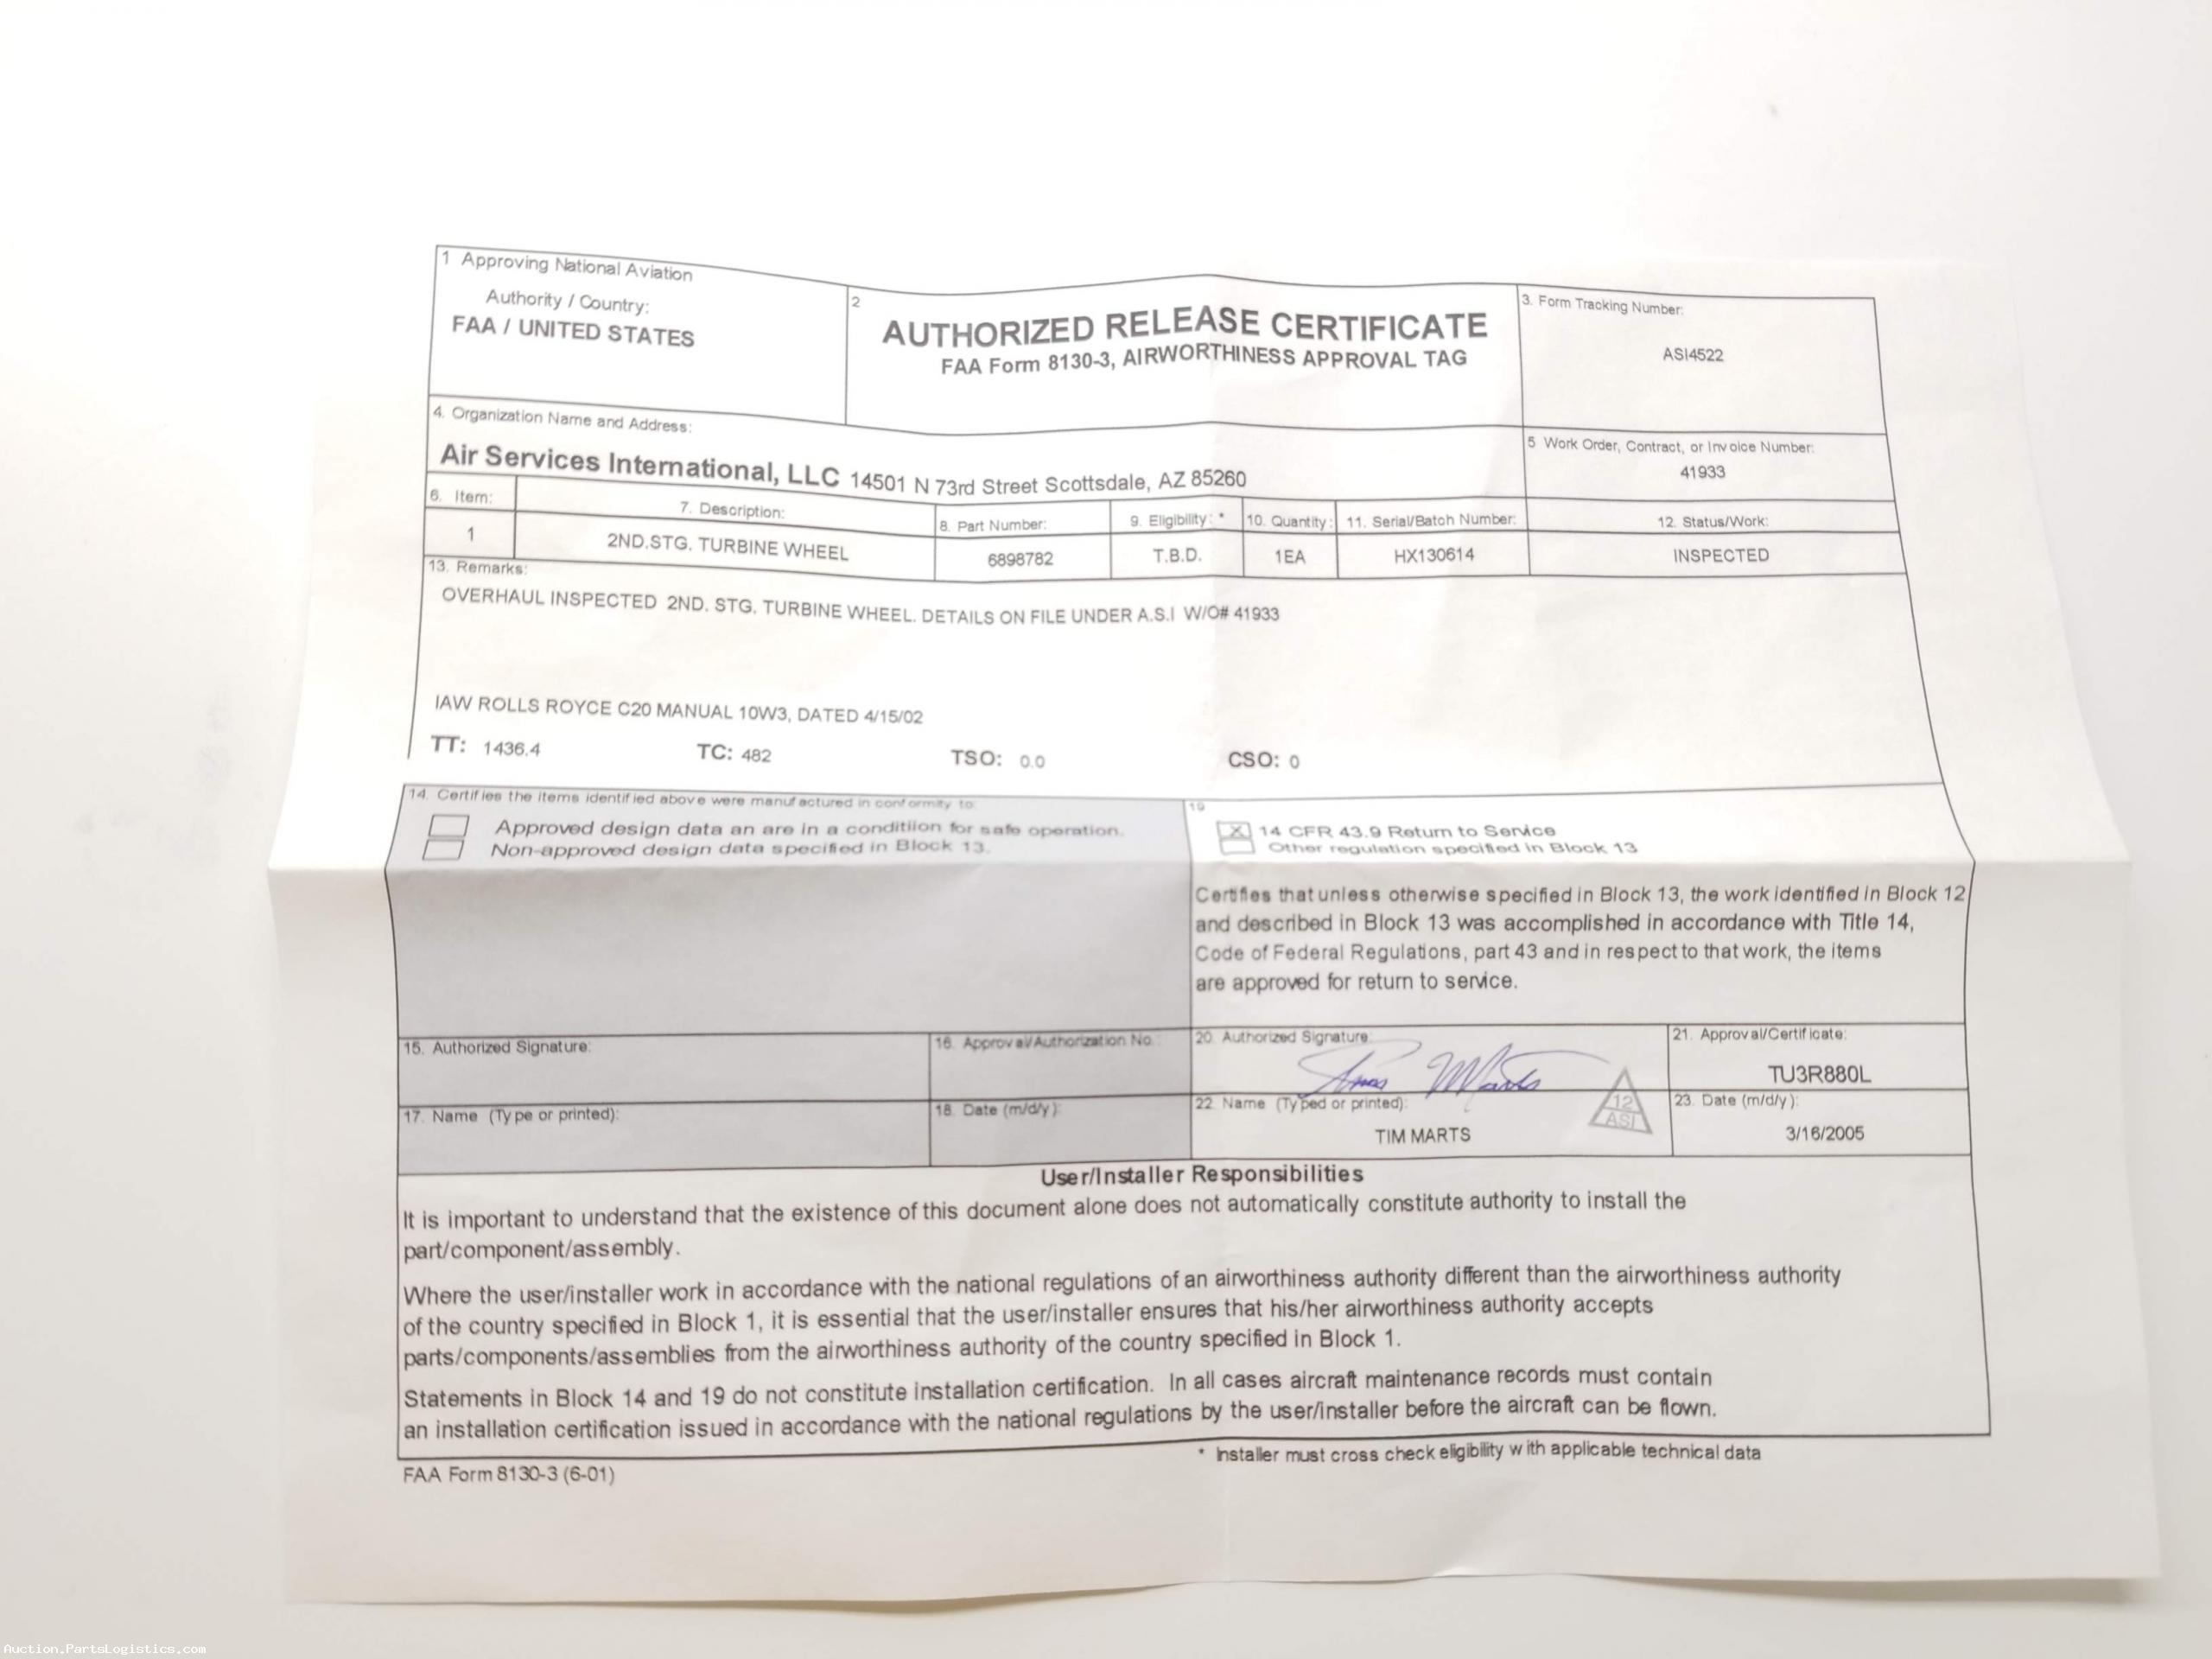 1 Approving National Aviation
Authority / Country:
FAA / UNITED STATES
2
AUTHORIZED RELEASE CERTIFICATE
FAA Form 8130-3, AIRWORTHINESS APPROVAL TAG
3. Form Tracking Number:
ASI4522
4. Organization Name and Address:
Air Services International, LLC 14501 N 73rd Street Scottsdale, AZ 85260
5 Work Order, Contract, or Invoice Number:
41933
6. Item: 7. Description: 8. Part Number: 9. Eligibility: * 10. Quantity: 11. Serial/Batch Number: 12. Status/Work:
1 2ND.STG. TURBINE WHEEL 6898782 T.B.D. 1EA HX130614 INSPECTED
13. Remarks:
OVERHAUL INSPECTED 2ND. STG. TURBINE WHEEL. DETAILS ON FILE UNDER A.S.I W/O# 41933
IAW ROLLS ROYCE C20 MANUAL 10W3, DATED 4/15/02
TT: 1436.4 TC: 482 TSO: 0.0 CSO: 0
14. Certifies the items identified above were manufactured in conformity to:
Approved design data an are in a conditiion for safe operation.
Non-approved design data specified in Block 13.
19
X 14 CFR 43.9 Return to Service
Other regulation specified in Block 13
Certifies that unless otherwise specified in Block 13, the work identified in Block 12
and described in Block 13 was accomplished in accordance with Title 14,
Code of Federal Regulations, part 43 and in respect to that work, the items
are approved for return to service.
15. Authorized Signature: 16. Approval/Authorization No.:
20. Authorized Signature:
Tim Marts
21. Approval/Certificate:
TU3R880L
17. Name (Type or printed): 18. Date (m/d/y):
22. Name (Typed or printed):
TIM MARTS
12
ASI
23. Date (m/d/y):
3/16/2005
User/Installer Responsibilities
It is important to understand that the existence of this document alone does not automatically constitute authority to install the
part/component/assembly.
Where the user/installer work in accordance with the national regulations of an airworthiness authority different than the airworthiness authority
of the country specified in Block 1, it is essential that the user/installer ensures that his/her airworthiness authority accepts
parts/components/assemblies from the airworthiness authority of the country specified in Block 1.
Statements in Block 14 and 19 do not constitute installation certification. In all cases aircraft maintenance records must contain
an installation certification issued in accordance with the national regulations by the user/installer before the aircraft can be flown.
* Installer must cross check eligibility with applicable technical data
FAA Form 8130-3 (6-01)
Auction.PartsLogistics.com